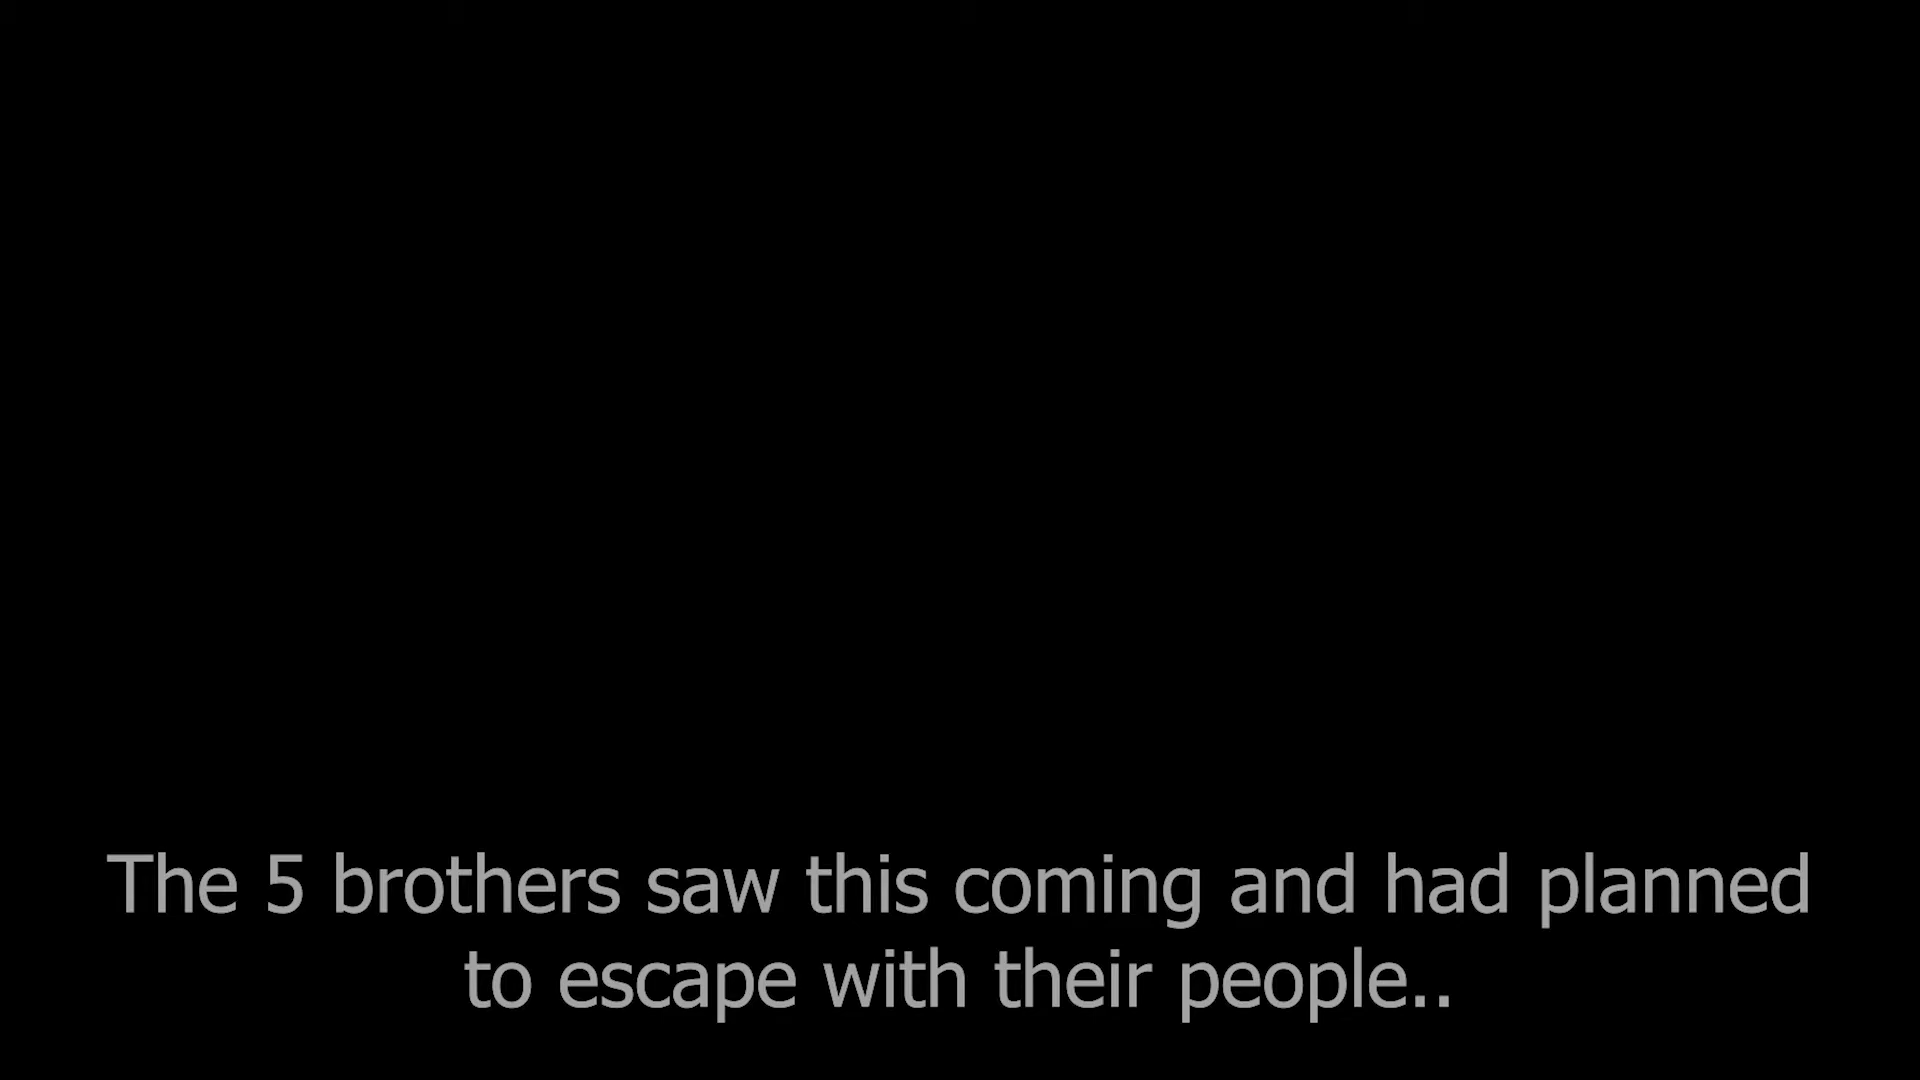 The 5 brothers saw this coming and had planned
to escape with their people..